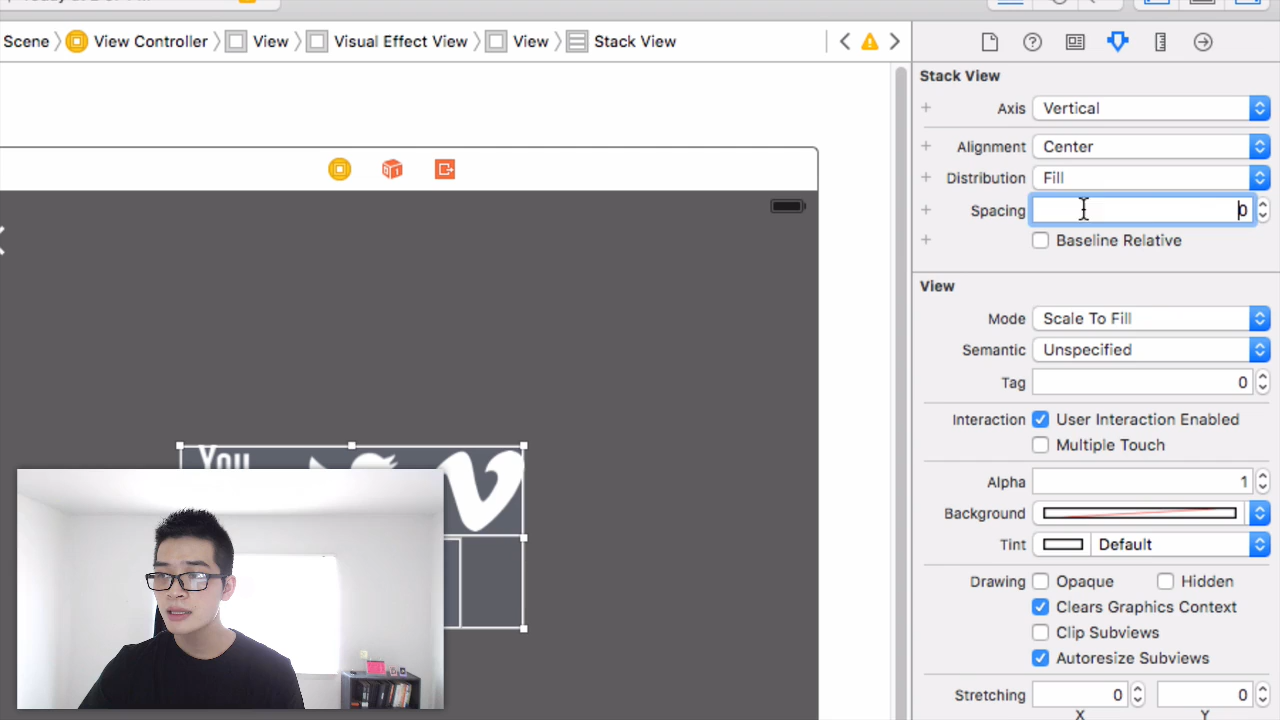 Scene
View Controller
View
Visual Effect View
View
Stack View
Stack View
Axis
Vertical
Alignment
Center
Distribution
Fill
Spacing
0
Baseline Relative
View
Mode
Scale To Fill
Semantic
Unspecified
Tag
0
Interaction
User Interaction Enabled
Multiple Touch
Alpha
1
Background
Tint
Default
Drawing
Opaque
Hidden
Clears Graphics Context
Clip Subviews
Autoresize Subviews
Stretching
0
0
X
Y
You